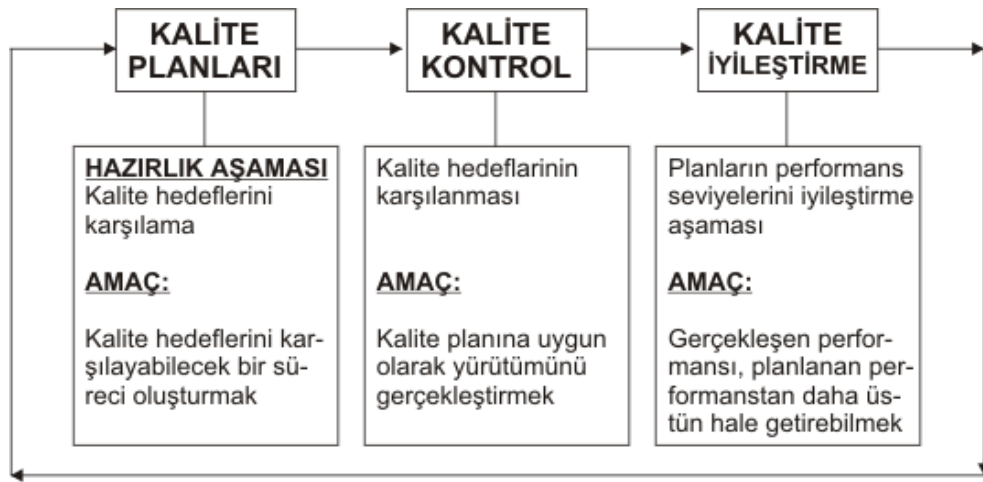 KALİTE
PLANLARI
KALİTE
KONTROL
KALİTE
İYİLEŞTİRME
HAZIRLIK AŞAMASI
Kalite hedeflerini
karşılama
AMAÇ:
Kalite hedeflerini kar-
şılayabilecek bir sü-
reci oluşturmak
Kalite hedeflarinin
karşılanması
AMAÇ:
Kalite planına uygun
olarak yürütümünü
gerçekleştirmek
Planların performans
seviyelerini iyileştirme
aşaması
AMAÇ:
Gerçekleşen perfor-
mansı, planlanan per-
formanstan daha üs-
tün hale getirebilmek